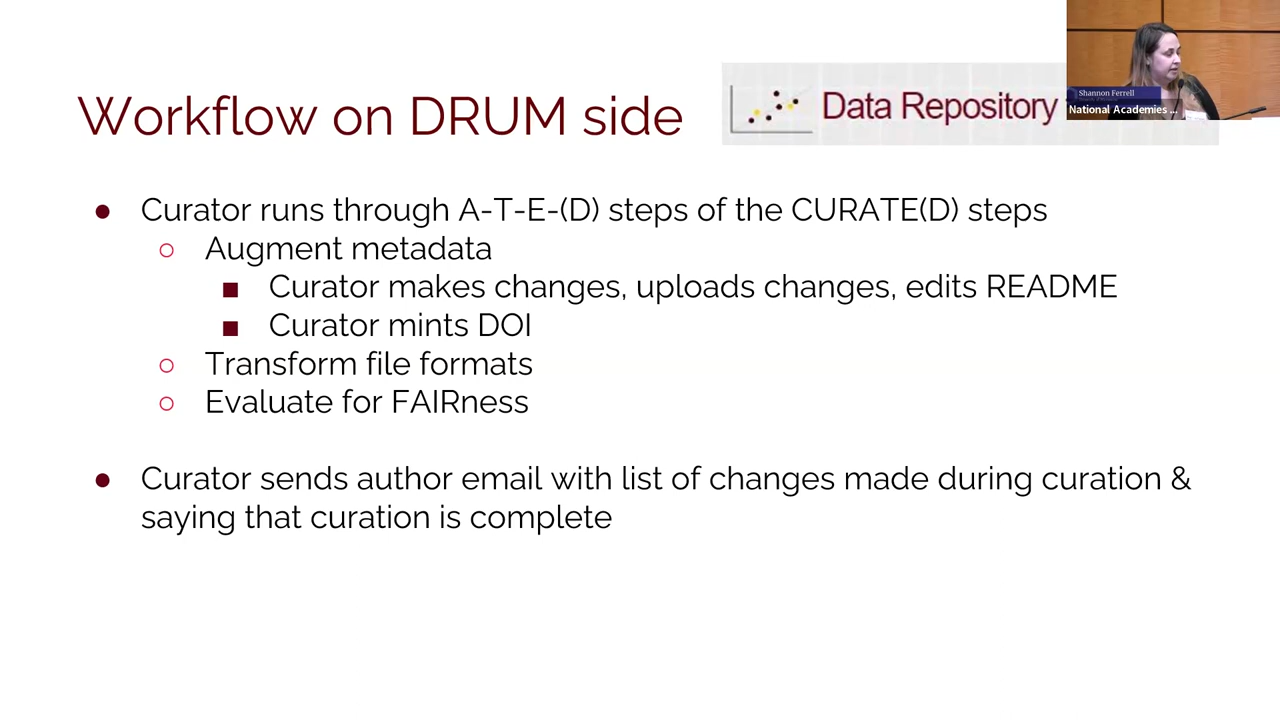 Workflow on DRUM side
Data Repository
Shannon Ferrell
National Academies ...
● Curator runs through A-T-E-(D) steps of the CURATE(D) steps
○ Augment metadata
■ Curator makes changes, uploads changes, edits README
■ Curator mints DOI
○ Transform file formats
○ Evaluate for FAIRness
● Curator sends author email with list of changes made during curation &
saying that curation is complete